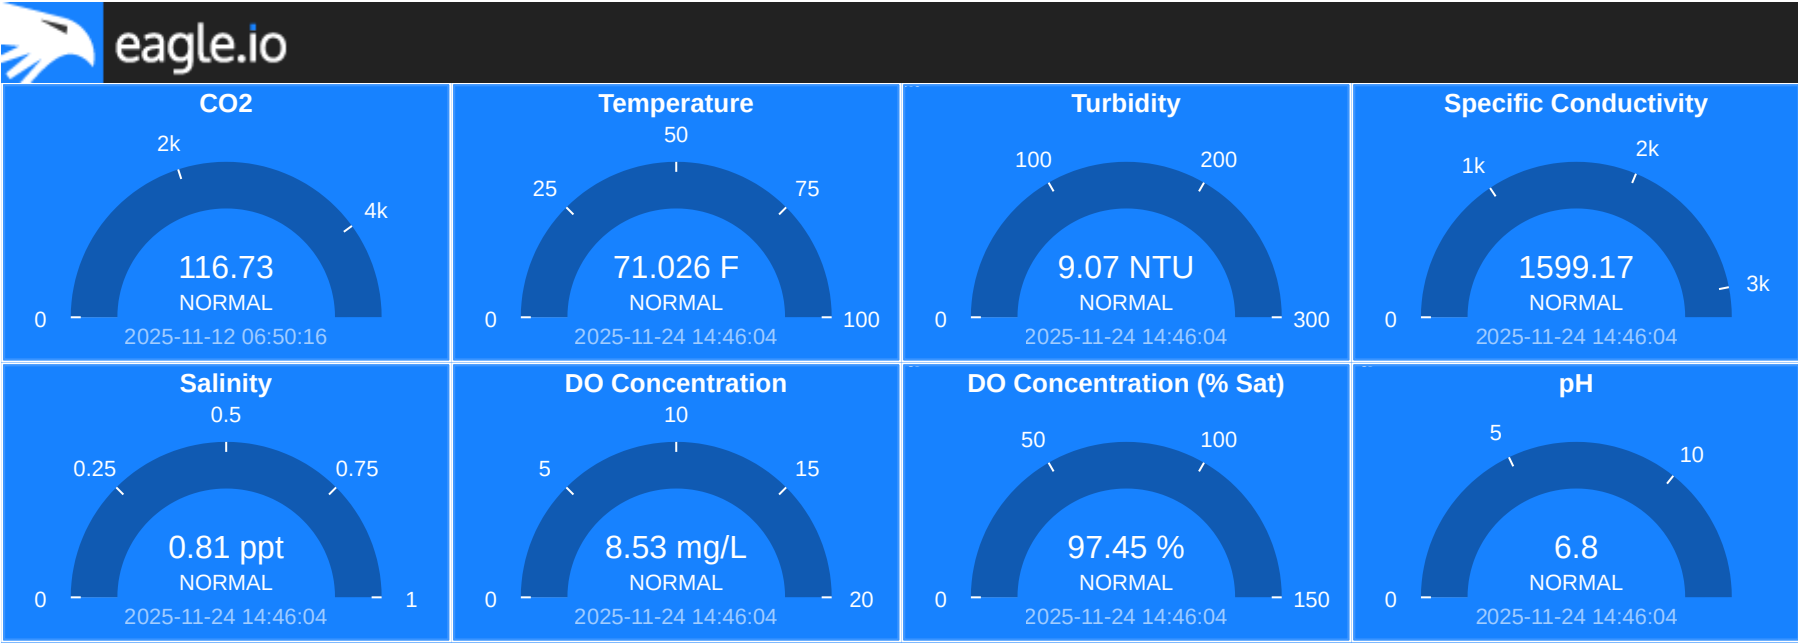 eagle.io
CO2
2k
4k
0
116.73
NORMAL
2025-11-12 06:50:16
Temperature
50
25
75
0
100
71.026 F
NORMAL
2025-11-24 14:46:04
Turbidity
100
200
0
300
9.07 NTU
NORMAL
2025-11-24 14:46:04
Specific Conductivity
1k
2k
3k
0
1599.17
NORMAL
2025-11-24 14:46:04
Salinity
0.5
0.25
0.75
0
1
0.81 ppt
NORMAL
2025-11-24 14:46:04
DO Concentration
10
5
15
0
20
8.53 mg/L
NORMAL
2025-11-24 14:46:04
DO Concentration (% Sat)
50
100
0
150
97.45 %
NORMAL
2025-11-24 14:46:04
pH
5
10
0
6.8
NORMAL
2025-11-24 14:46:04